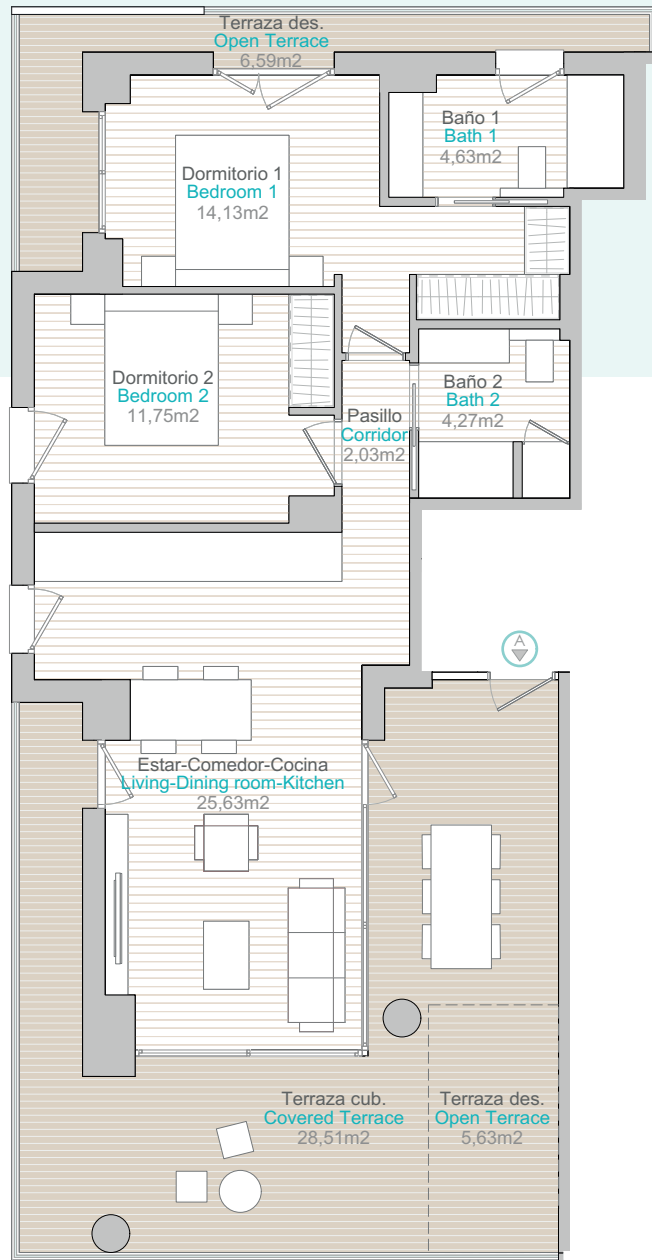 Terraza des.
Open Terrace
6,59m2
Baño 1
Bath 1
4,63m2
Dormitorio 1
Bedroom 1
14,13m2
Dormitorio 2
Bedroom 2
11,75m2
Baño 2
Bath 2
4,27m2
Pasillo
Corridor
2,03m2
A
Estar-Comedor-Cocina
Living-Dining room-Kitchen
25,63m2
Terraza cub.
Covered Terrace
28,51m2
Terraza des.
Open Terrace
5,63m2